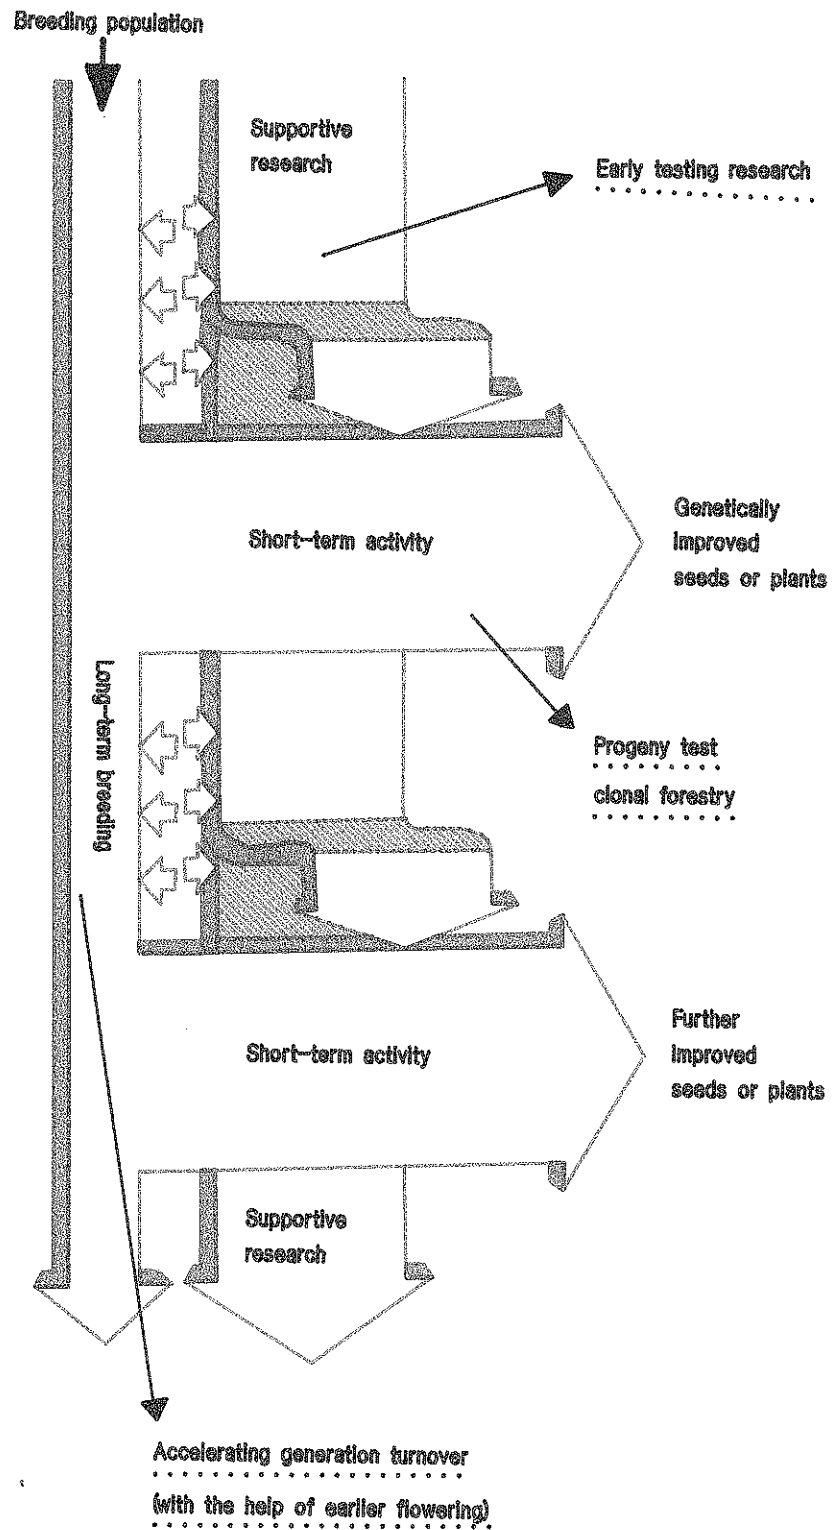 Breeding population
Supportive
research
Early testing research
Short-term activity
Genetically
improved
seeds or plants
Long-term breeding
Progeny test
clonal forestry
Short-term activity
Further
improved
seeds or plants
Supportive
research
Accelerating generation turnover
(with the help of earlier flowering)